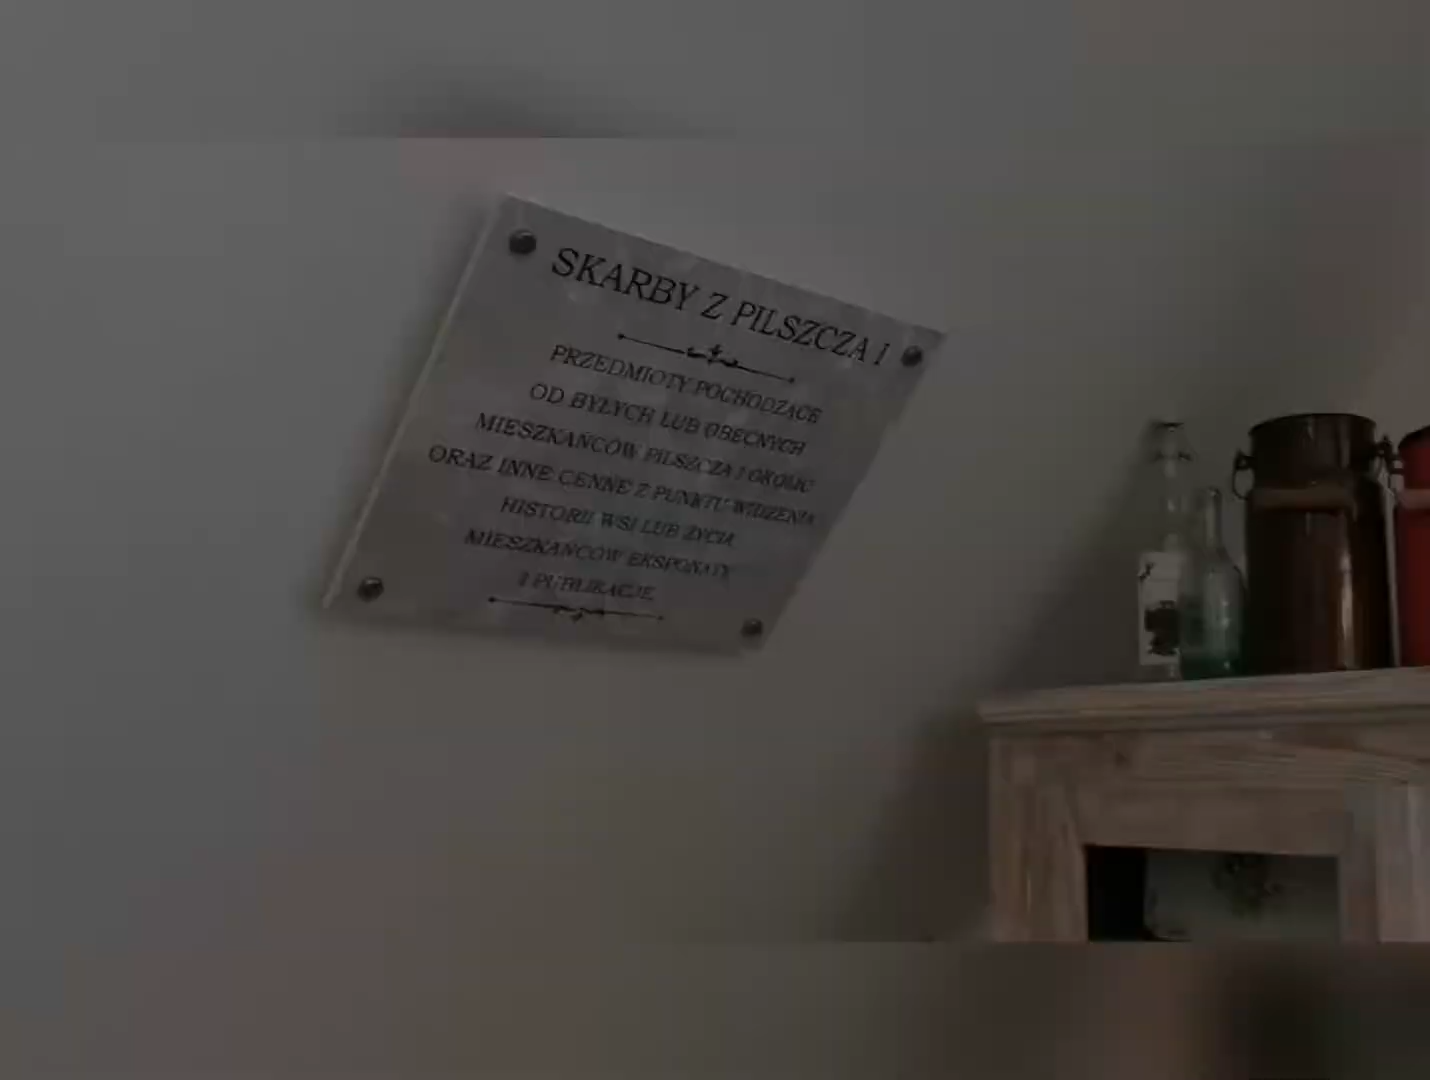 SKARBY Z PILSZCZA I
PRZEDMIOTY POCHODZĄCE
OD BYŁYCH LUB OBECNYCH
MIESZKAŃCÓW PILSZCZA I OKOLIC
ORAZ INNE CENNE Z PUNKTU WIDZENIA
HISTORII WSI LUB ŻYCIA
MIESZKAŃCÓW EKSPONATY
I PUBLIKACJE